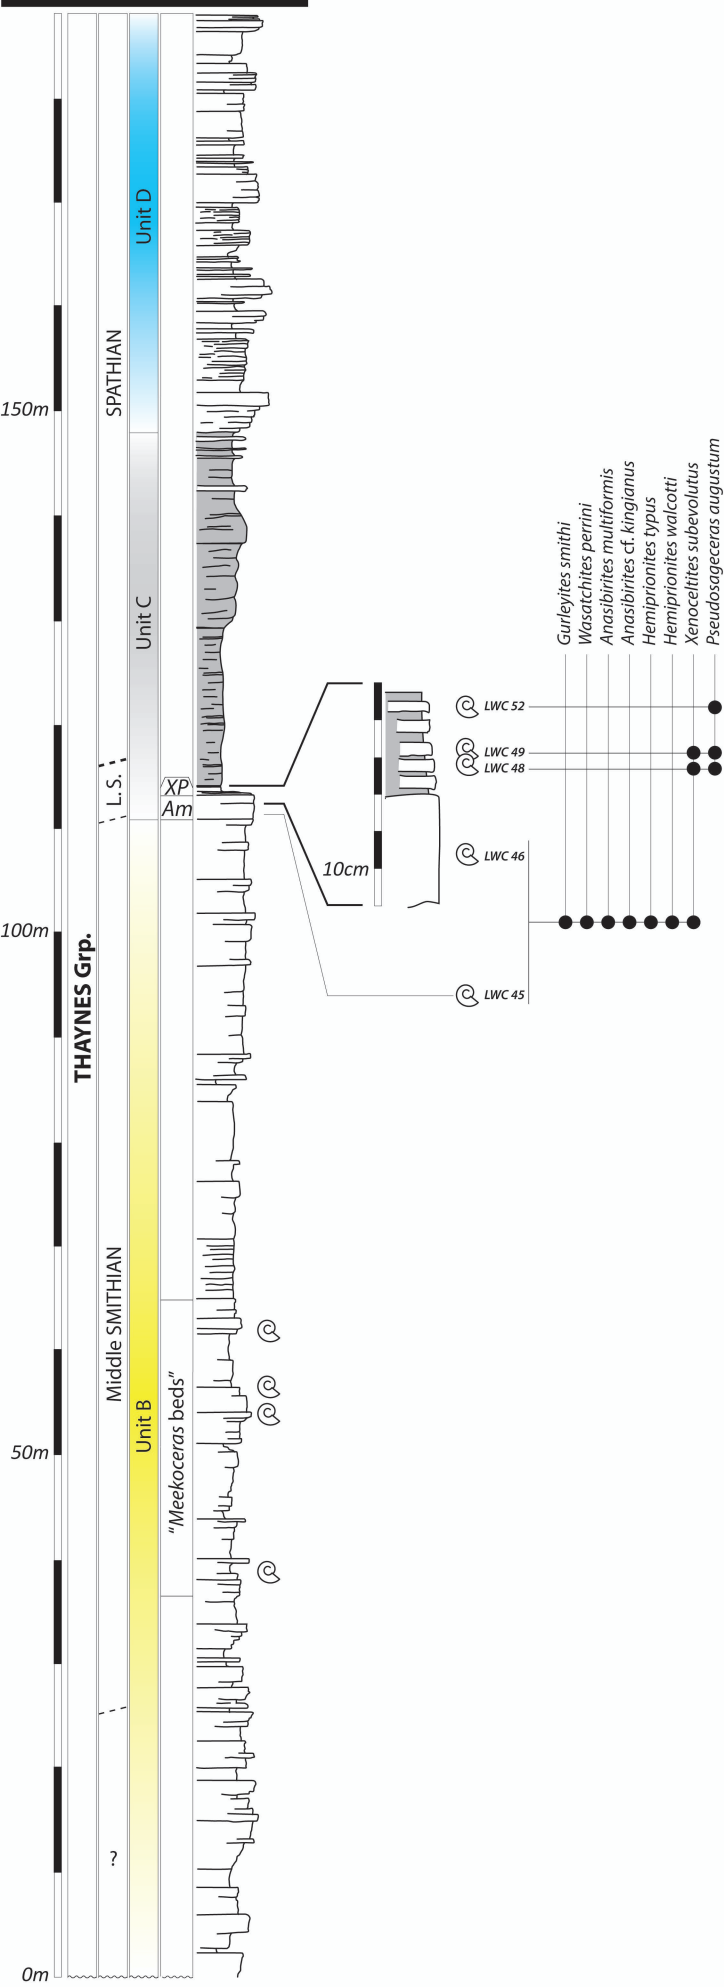 Unit D
SPATHIAN
150m
Gurleyites smithi
Wasatchites perrini
Anasibirites multiformis
Anasibirites cf. kingianus
Hemiprionites typus
Hemiprionites walcotti
Xenoceltites subevolutus
Pseudosageceras augustum
Unit C
LWC 52
LWC 49
LWC 48
L. S.
XP
Am
LWC 46
10cm
100m
THAYNES Grp.
LWC 45
Middle SMITHIAN
Unit B
"Meekoceras beds"
50m
?
0m